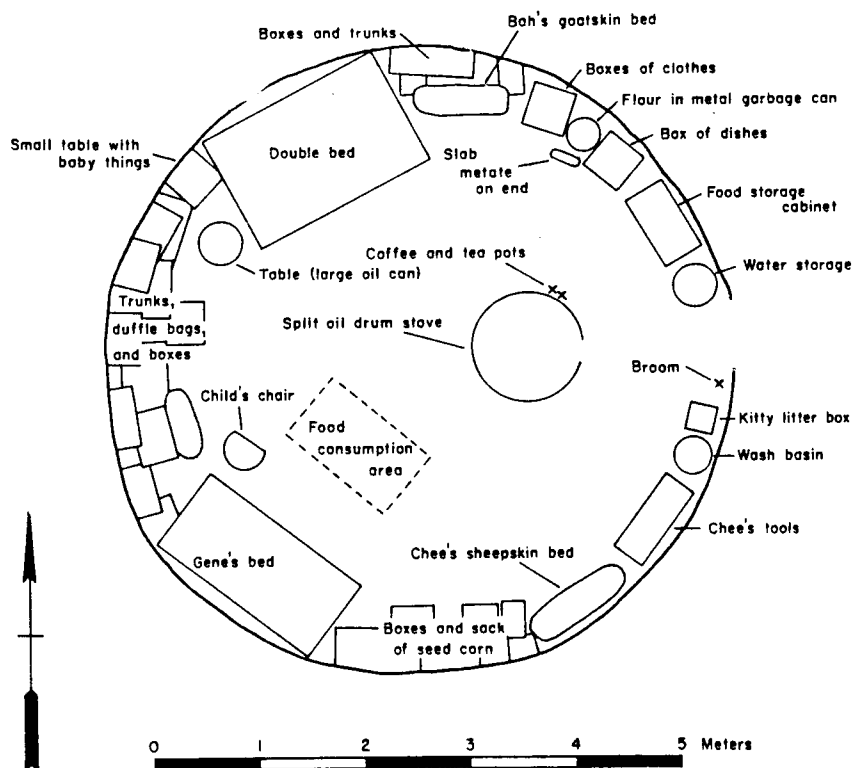 Bah's goatskin bed
Boxes and trunks
Boxes of clothes
Flour in metal garbage can
Box of dishes
Small table with
baby things
Double bed
Slab
metate
on end
Food storage
cabinet
Coffee and tea pots
Water storage
Table (large oil can)
Trunks,
duffle bags,
and boxes
Split oil drum stove
Broom
Child's chair
Kitty litter box
Food
consumption
area
Wash basin
Chee's tools
Gene's bed
Chee's sheepskin bed
Boxes and sack
of seed corn
0 1 2 3 4 5 Meters